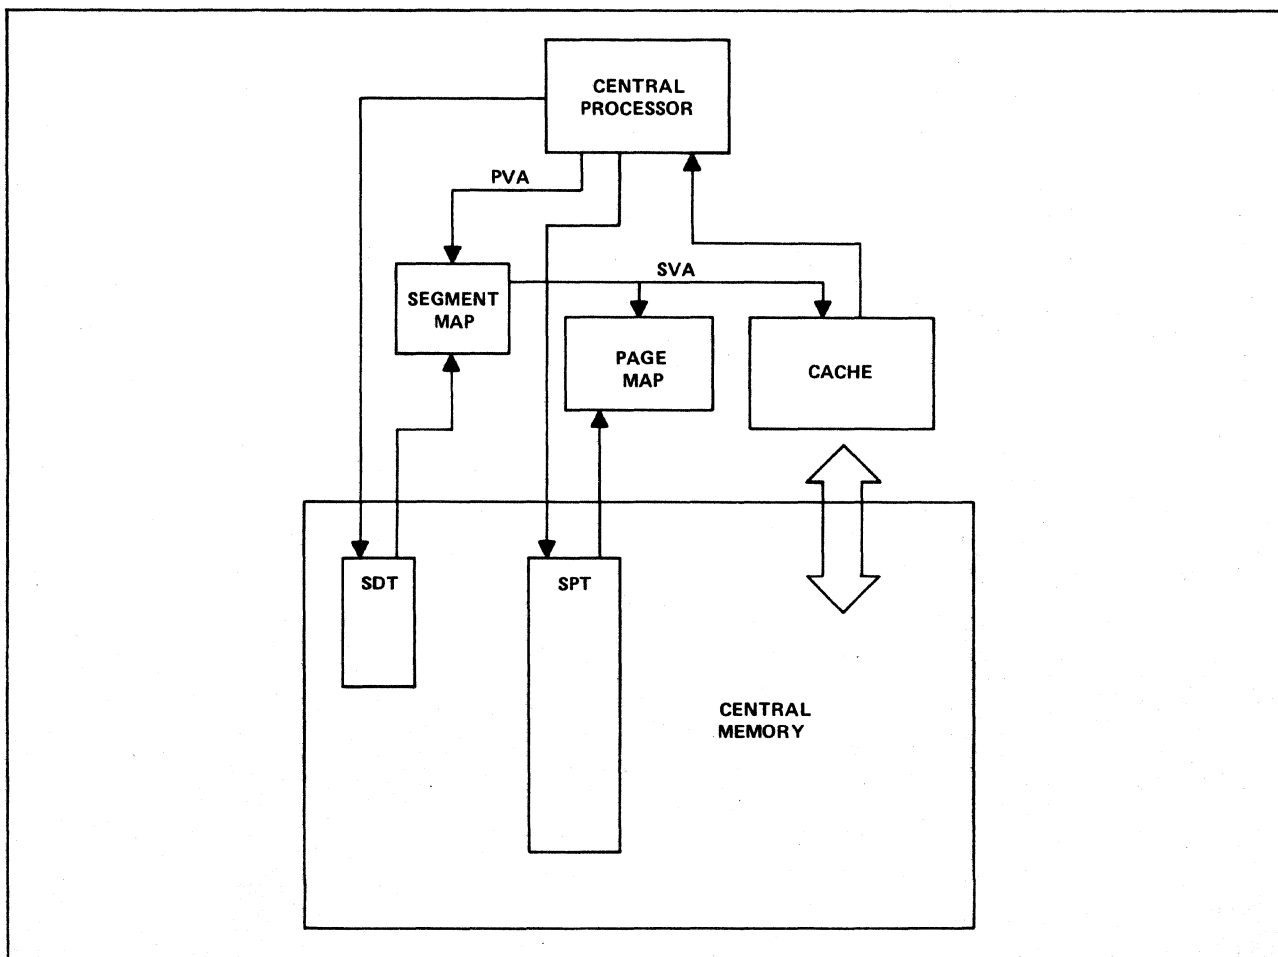 CENTRAL
PROCESSOR
PVA
SVA
SEGMENT
MAP
PAGE
MAP
CACHE
SDT
SPT
CENTRAL
MEMORY